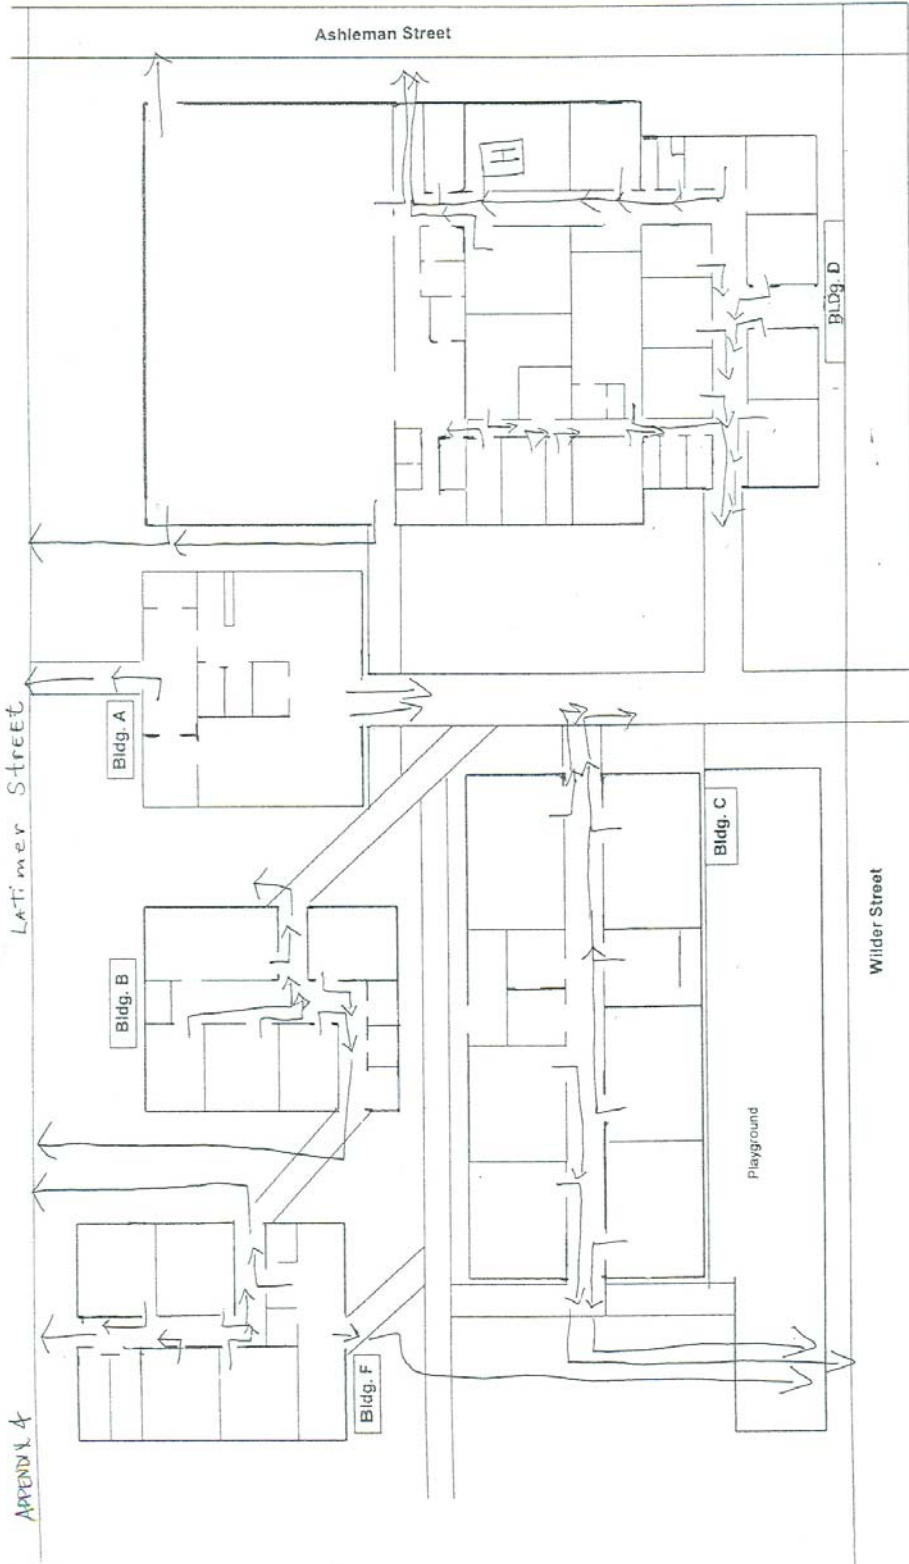 Ashleman Street
H
BLDg. D
LATimer STreeT
Bldg. A
Bldg. C
Bldg. B
Wilder Street
Playground
Bldg. F
APPENDIX 4